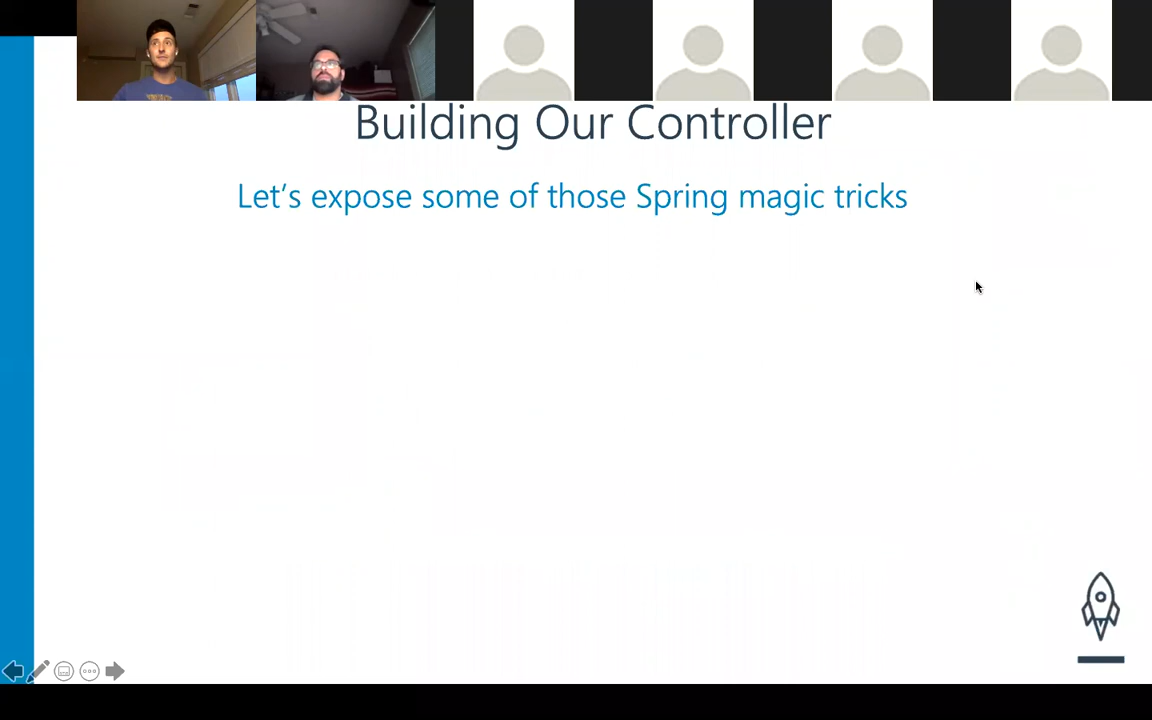 Building Our Controller
Let's expose some of those Spring magic tricks